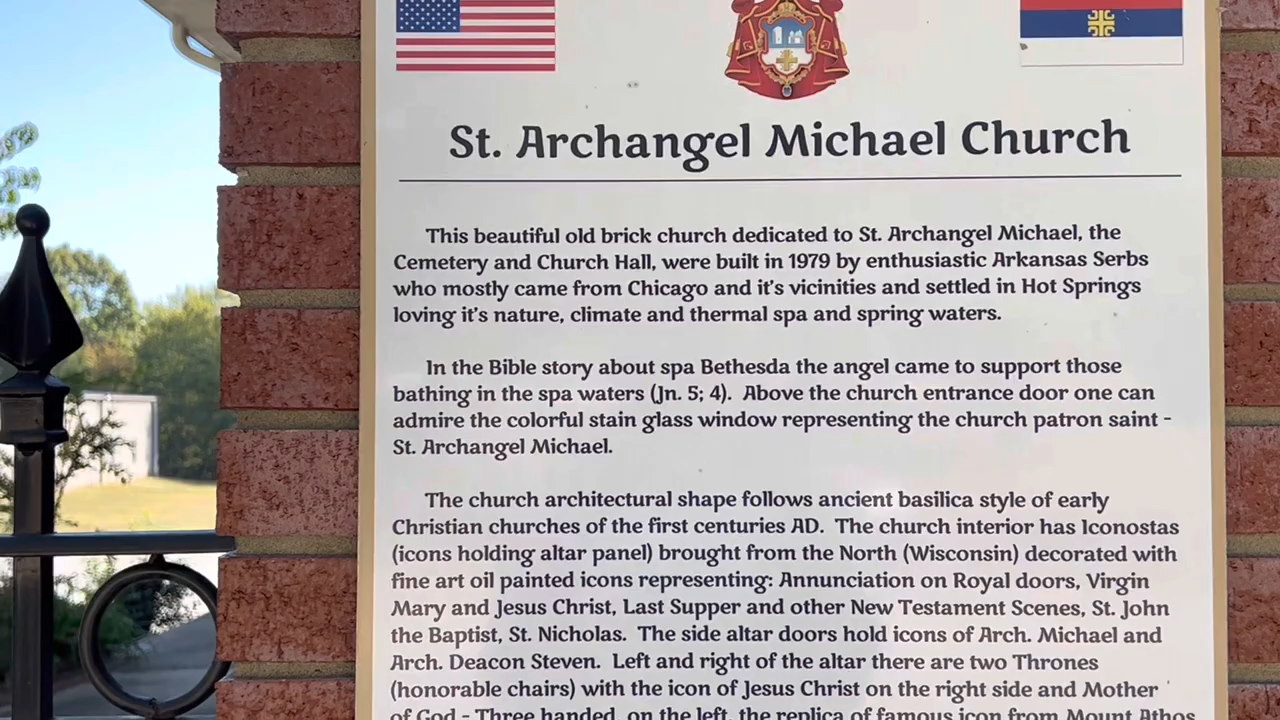 St. Archangel Michael Church
This beautiful old brick church dedicated to St. Archangel Michael, the
Cemetery and Church Hall, were built in 1979 by enthusiastic Arkansas Serbs
who mostly came from Chicago and it's vicinities and settled in Hot Springs
loving it's nature, climate and thermal spa and spring waters.
In the Bible story about spa Bethesda the angel came to support those
bathing in the spa waters (Jn. 5; 4). Above the church entrance door one can
admire the colorful stain glass window representing the church patron saint -
St. Archangel Michael.
The church architectural shape follows ancient basilica style of early
Christian churches of the first centuries AD. The church interior has Iconostas
(icons holding altar panel) brought from the North (Wisconsin) decorated with
fine art oil painted icons representing: Annunciation on Royal doors, Virgin
Mary and Jesus Christ, Last Supper and other New Testament Scenes, St. John
the Baptist, St. Nicholas. The side altar doors hold icons of Arch. Michael and
Arch. Deacon Steven. Left and right of the altar there are two Thrones
(honorable chairs) with the icon of Jesus Christ on the right side and Mother
of God - Three handed, on the left, the replica of famous icon from Mount Athos